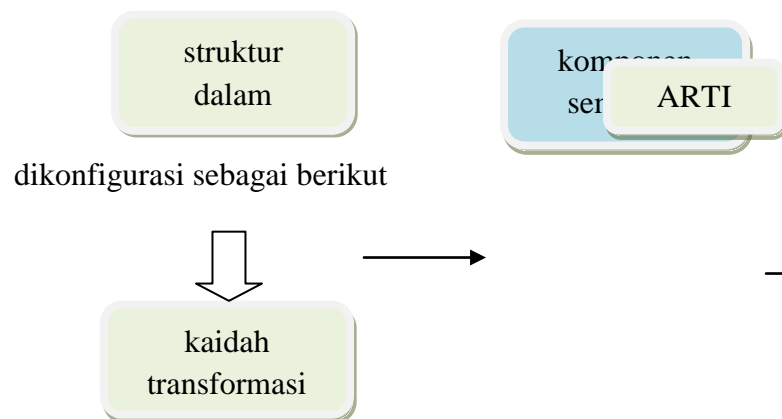 struktur
dalam
ARTI
dikonfigurasi sebagai berikut
kaidah
transformasi